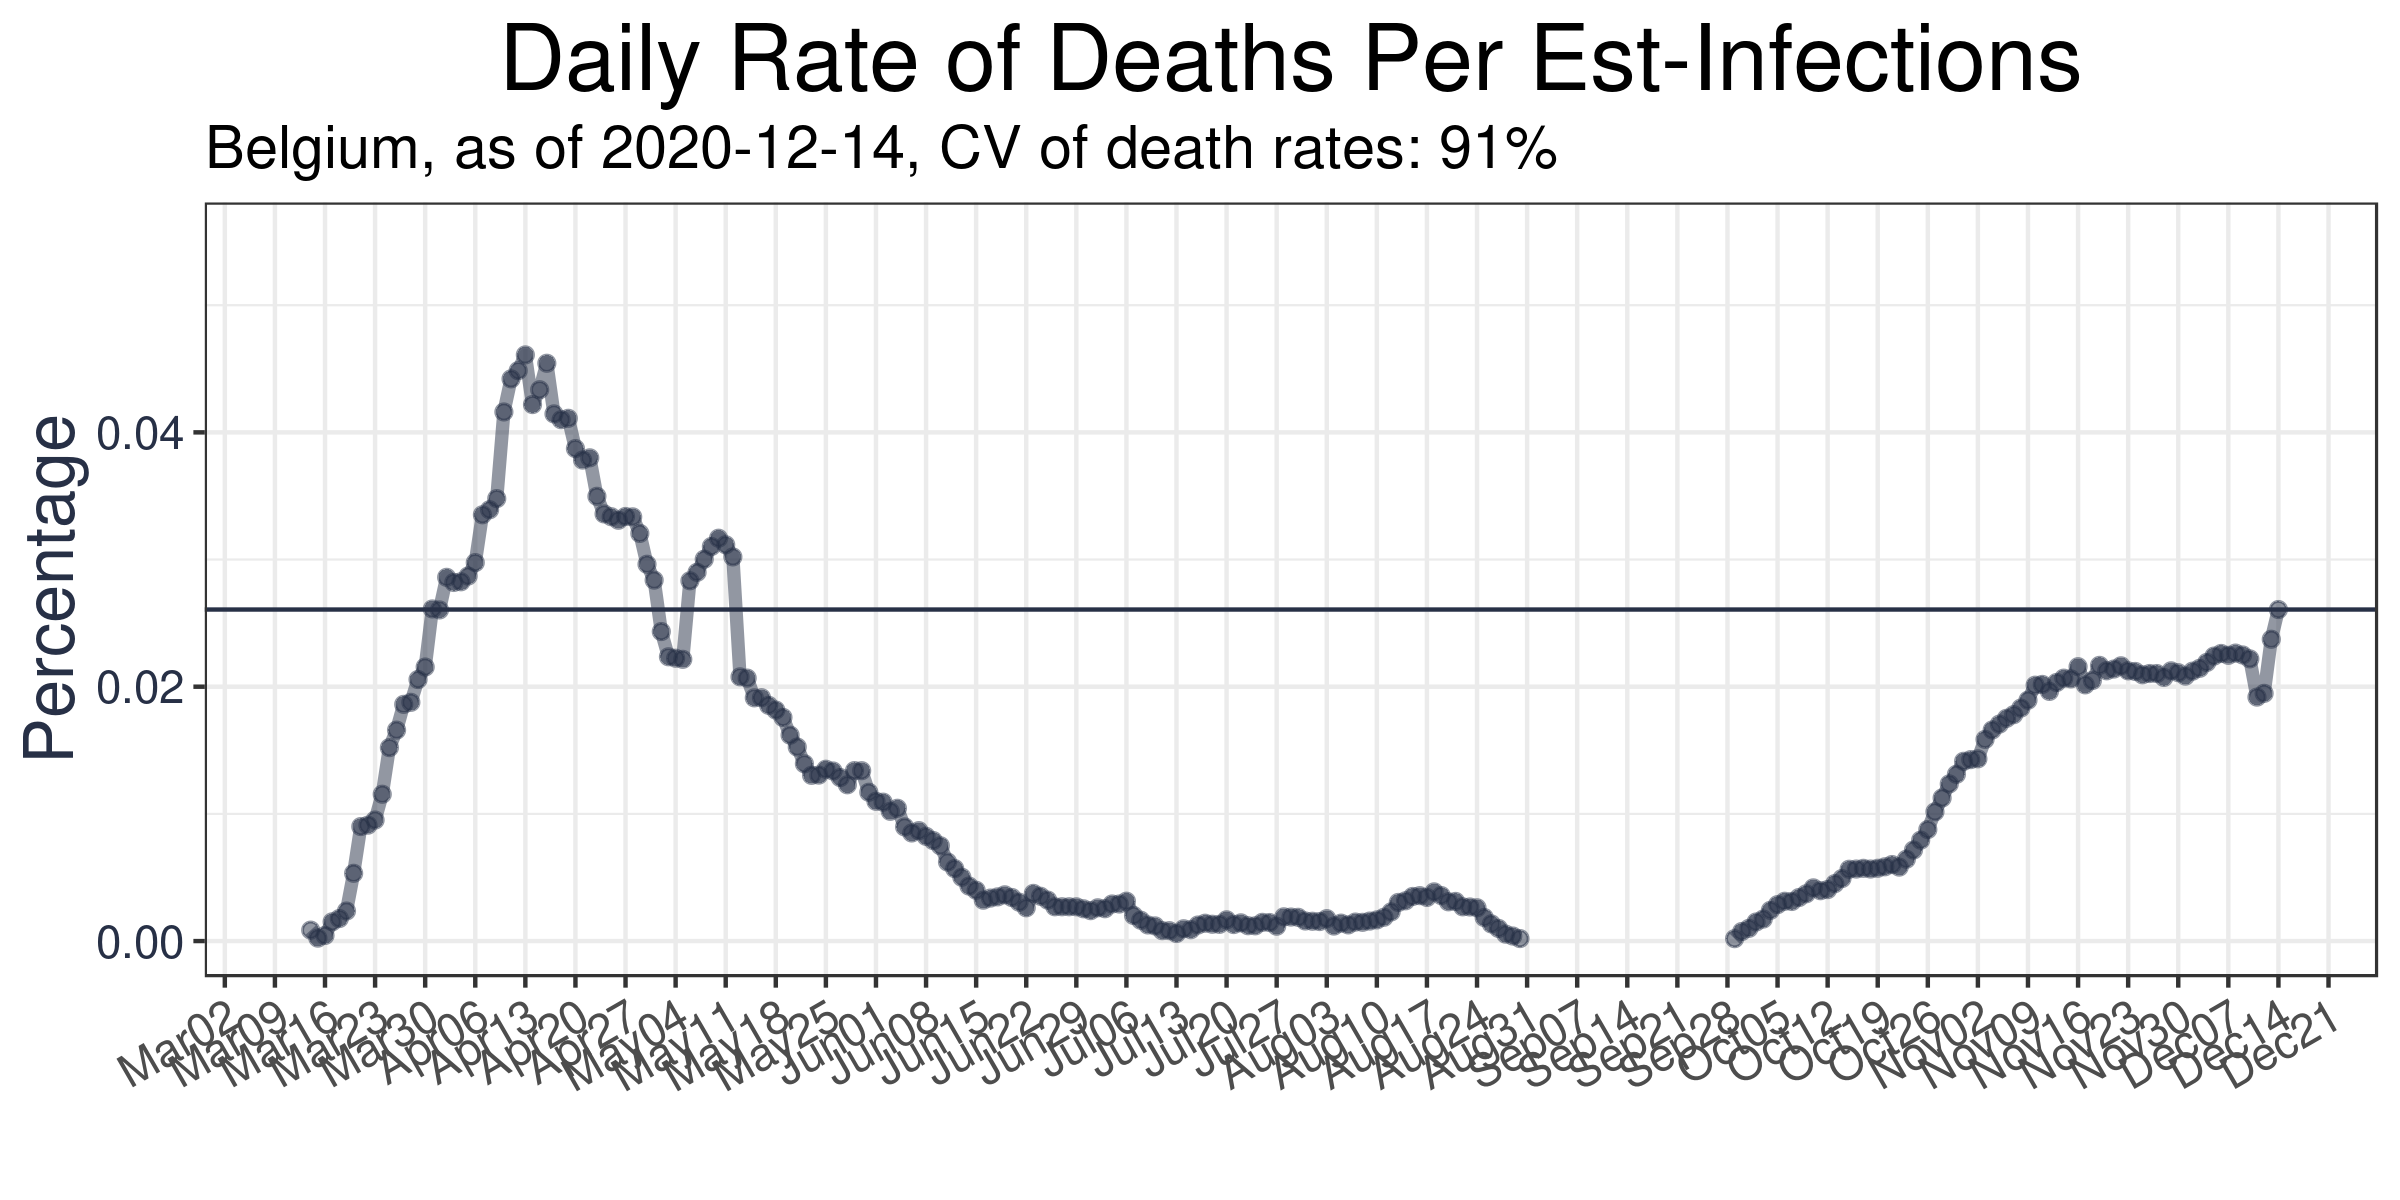 Daily Rate of Deaths Per Est-Infections
Belgium, as of 2020-12-14, CV of death rates: 91%
Percentage
0.04
0.02
0.00
Mar02
Mar09
Mar16
Mar23
Mar30
Apr06
Apr13
Apr20
Apr27
May04
May11
May18
May25
Jun01
Jun08
Jun15
Jun22
Jun29
Jul06
Jul13
Jul20
Jul27
Aug03
Aug10
Aug17
Aug24
Aug31
Sep07
Sep14
Sep21
Sep28
Oct05
Oct12
Oct19
Oct26
Nov02
Nov09
Nov16
Nov23
Nov30
Dec07
Dec14
Dec21